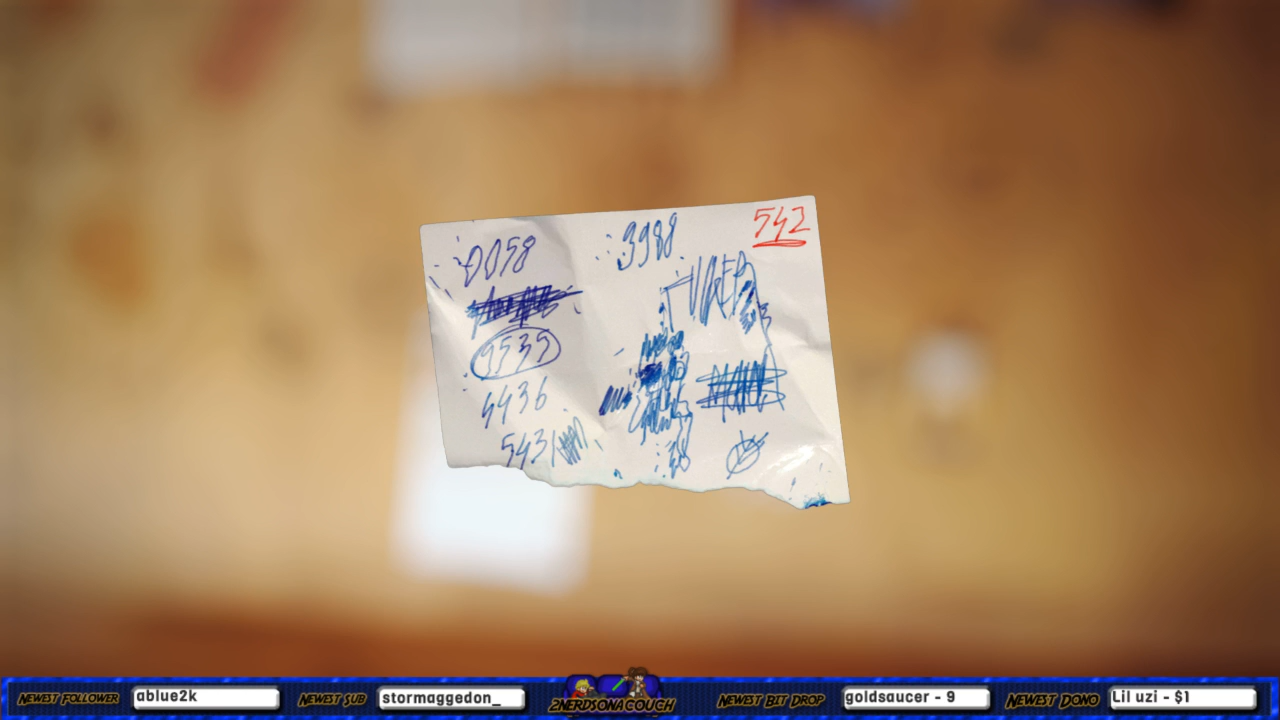 0058
3988
542
9539
4436
543
NEWEST FOLLOWER
ablue2k
NEWEST SUB
stormaggedon_
2NERDSONACOUCH
NEWEST BIT DROP
goldsaucer - 9
NEWEST DONO
Lil uzi - $1